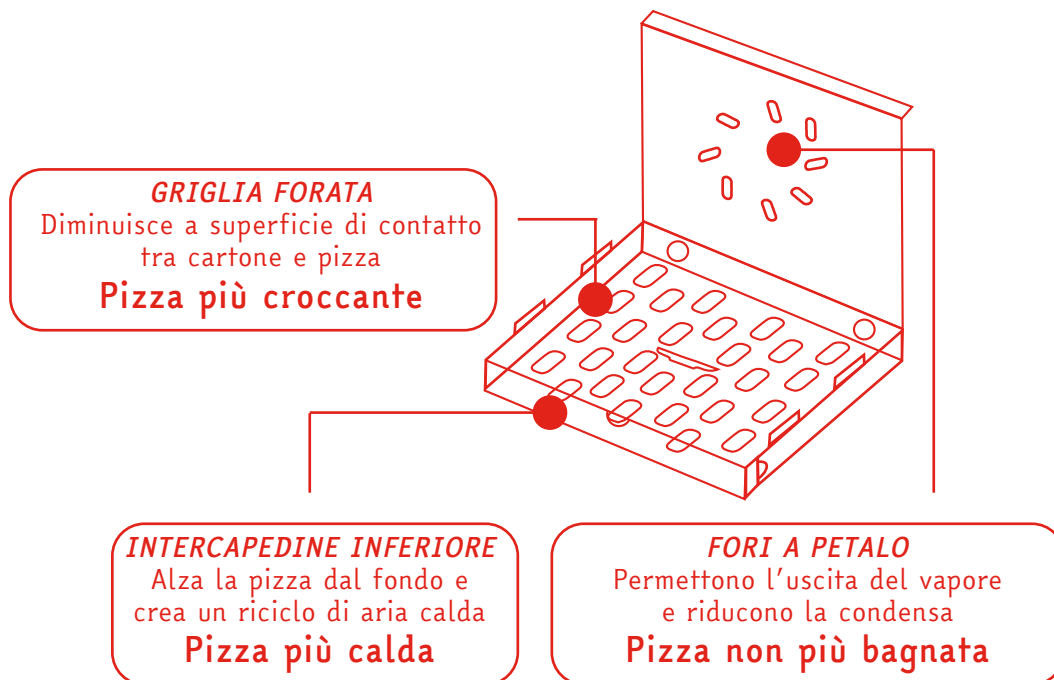 GRIGLIA FORATA
Diminuisce a superficie di contatto
tra cartone e pizza
Pizza più croccante
INTERCAPEDINE INFERIORE
Alza la pizza dal fondo e
crea un riciclo di aria calda
Pizza più calda
FORI A PETALO
Permettono l’uscita del vapore
e riducono la condensa
Pizza non più bagnata